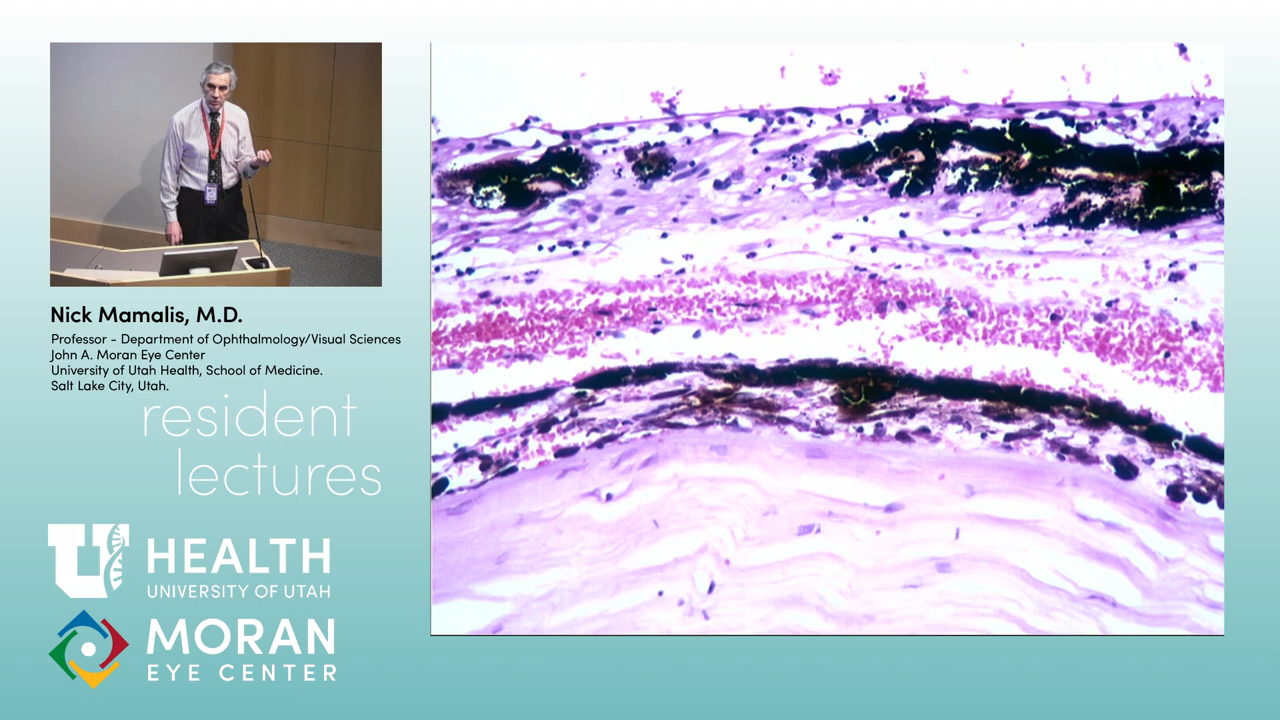 Nick Mamalis, M.D.
Professor - Department of Ophthalmology/Visual Sciences
John A. Moran Eye Center
University of Utah Health, School of Medicine.
Salt Lake City, Utah.
resident
lectures
U HEALTH
UNIVERSITY OF UTAH
MORAN
EYE CENTER